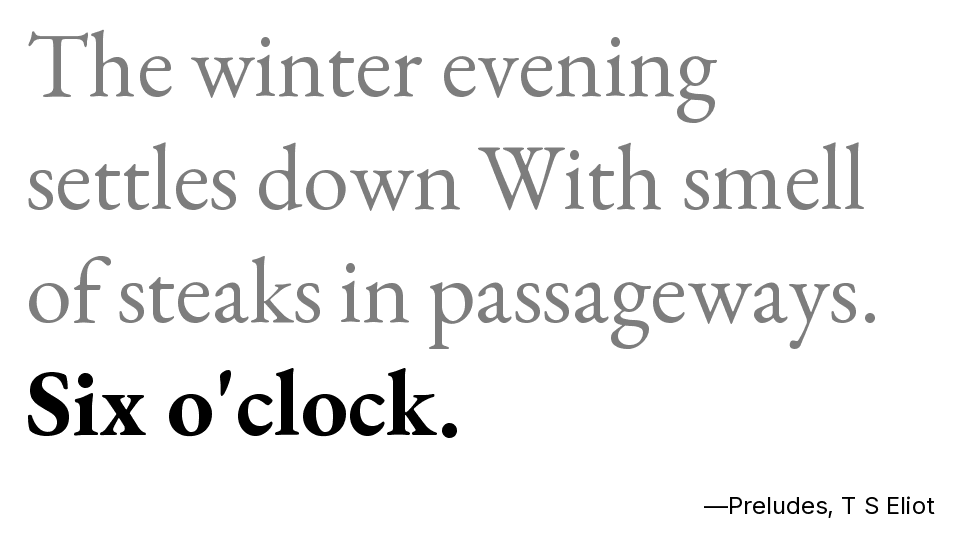 The winter evening
settles down With smell
of steaks in passageways.
Six o'clock.
—Preludes, T S Eliot